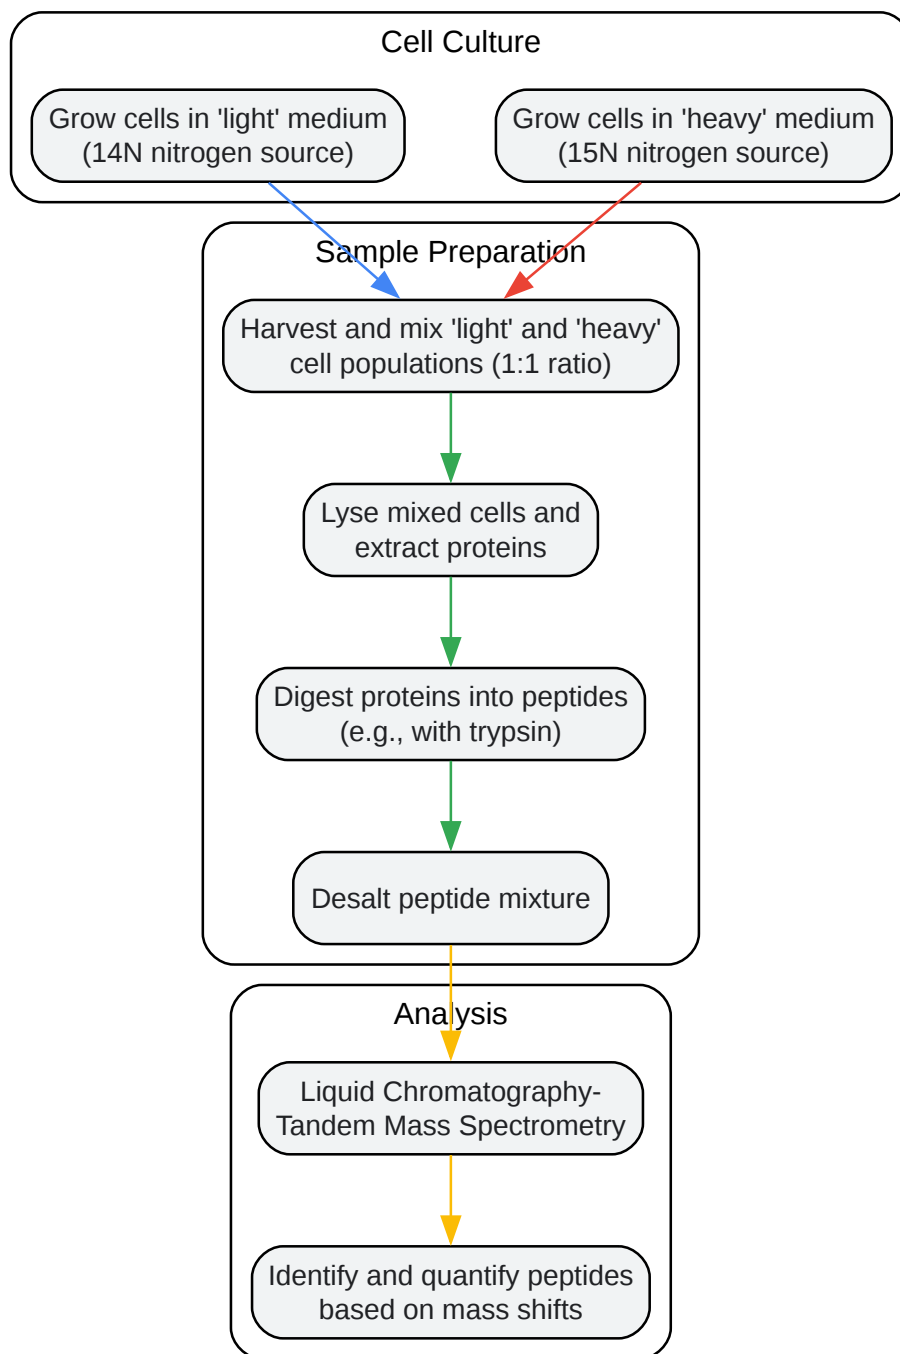 Cell Culture
Grow cells in 'light' medium
(14N nitrogen source)
Grow cells in 'heavy' medium
(15N nitrogen source)
Sample Preparation
Harvest and mix 'light' and 'heavy'
cell populations (1:1 ratio)
Lyse mixed cells and
extract proteins
Digest proteins into peptides
(e.g., with trypsin)
Desalt peptide mixture
Analysis
Liquid Chromatography-
Tandem Mass Spectrometry
Identify and quantify peptides
based on mass shifts